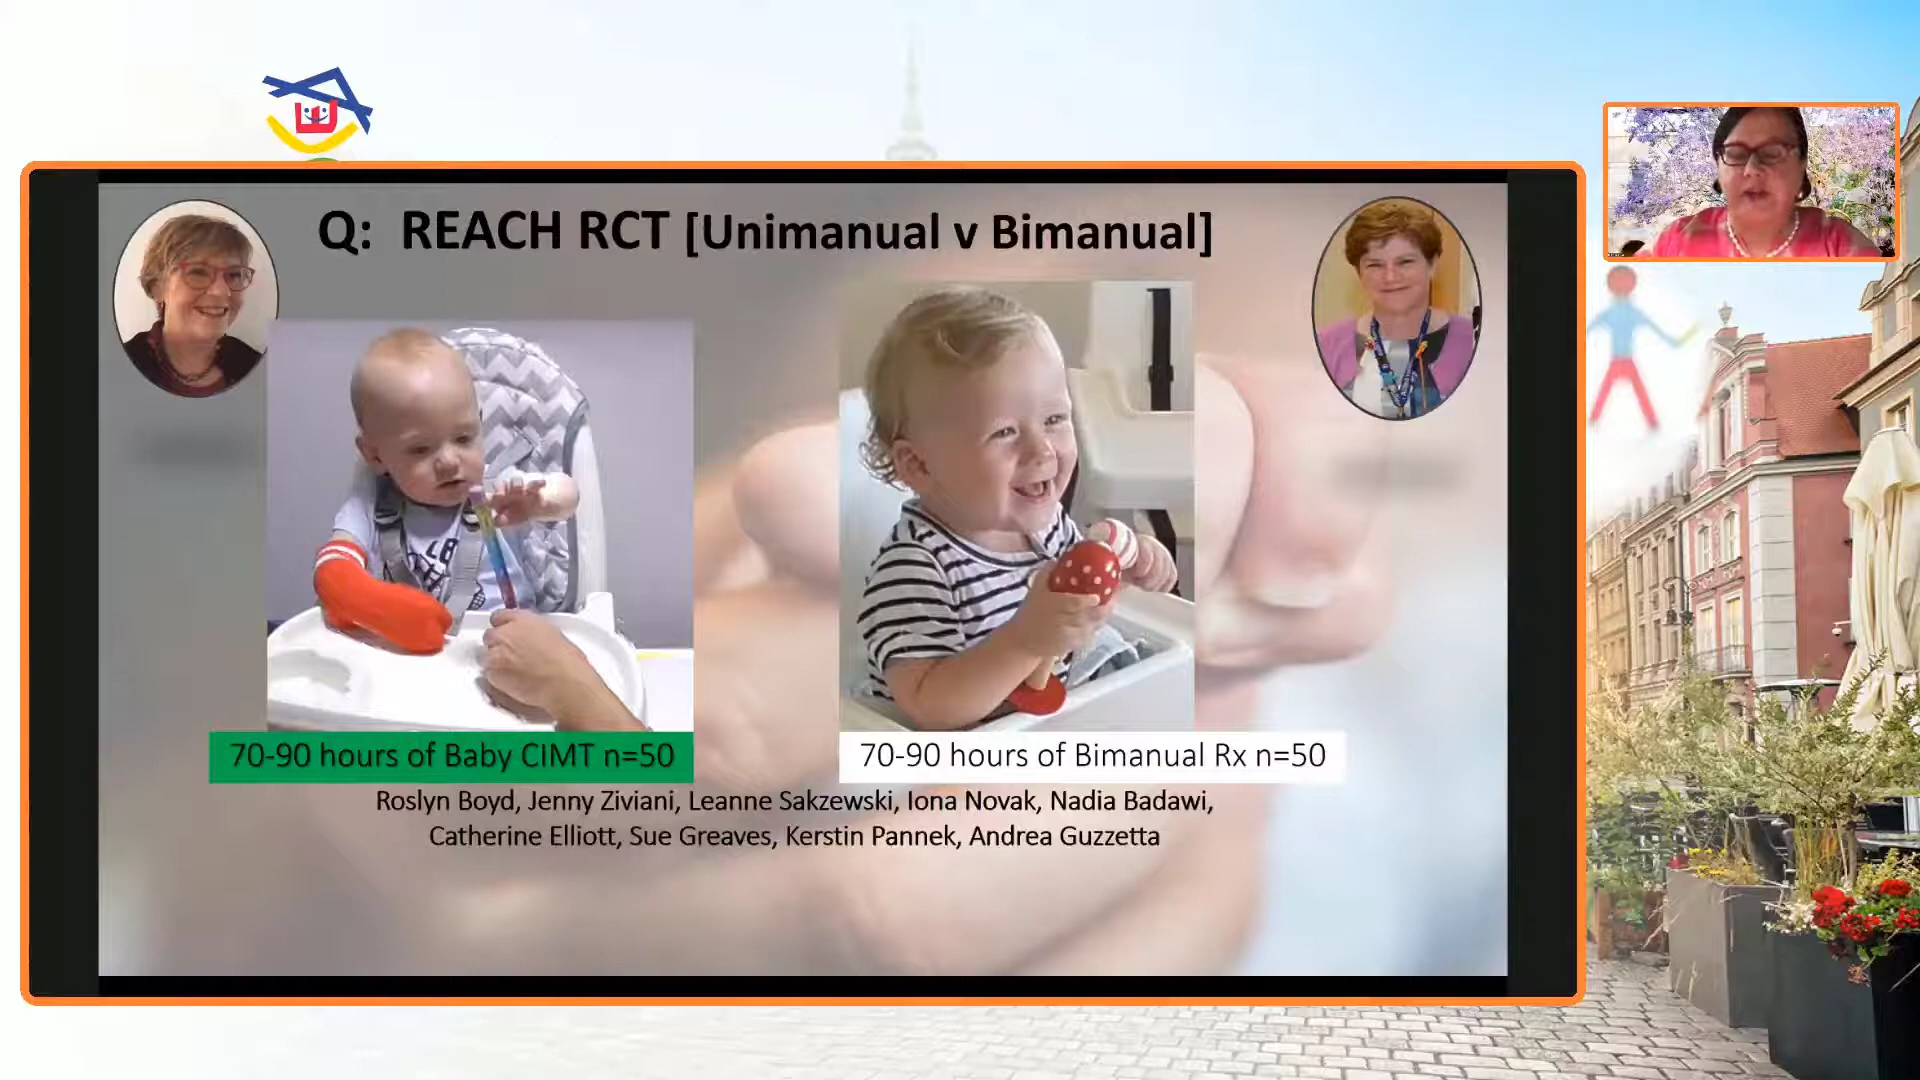 Q: REACH RCT [Unimanual v Bimanual]
70-90 hours of Baby CIMT n=50
70-90 hours of Bimanual Rx n=50
Roslyn Boyd, Jenny Ziviani, Leanne Sakzewski, Iona Novak, Nadia Badawi,
Catherine Elliott, Sue Greaves, Kerstin Pannek, Andrea Guzzetta